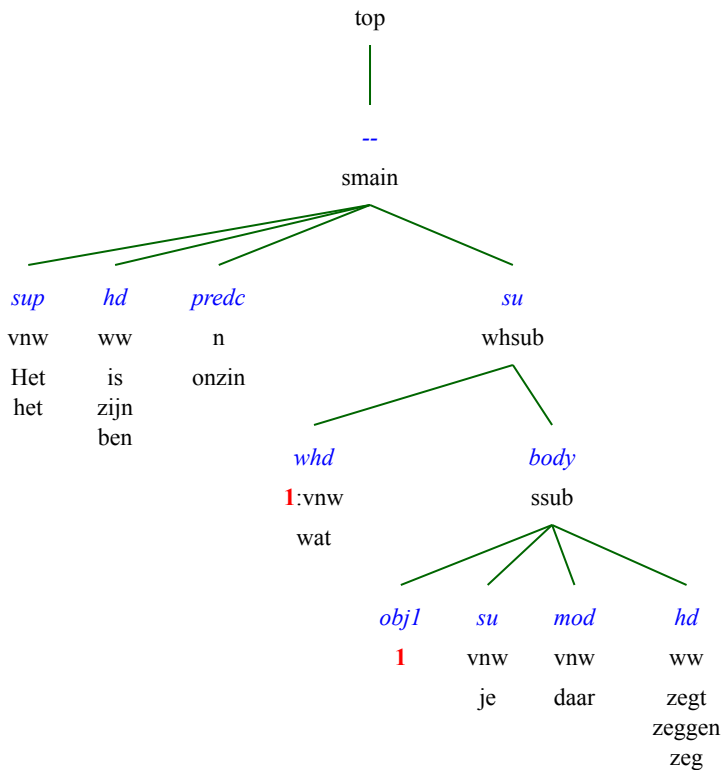 top
--
smain
sup hd predc su
vnw ww n whsub
Het is onzin
het zijn
ben
whd body
1:vnw ssub
wat
obj1 su mod hd
1 vnw vnw ww
je daar zegt
zeggen
zeg